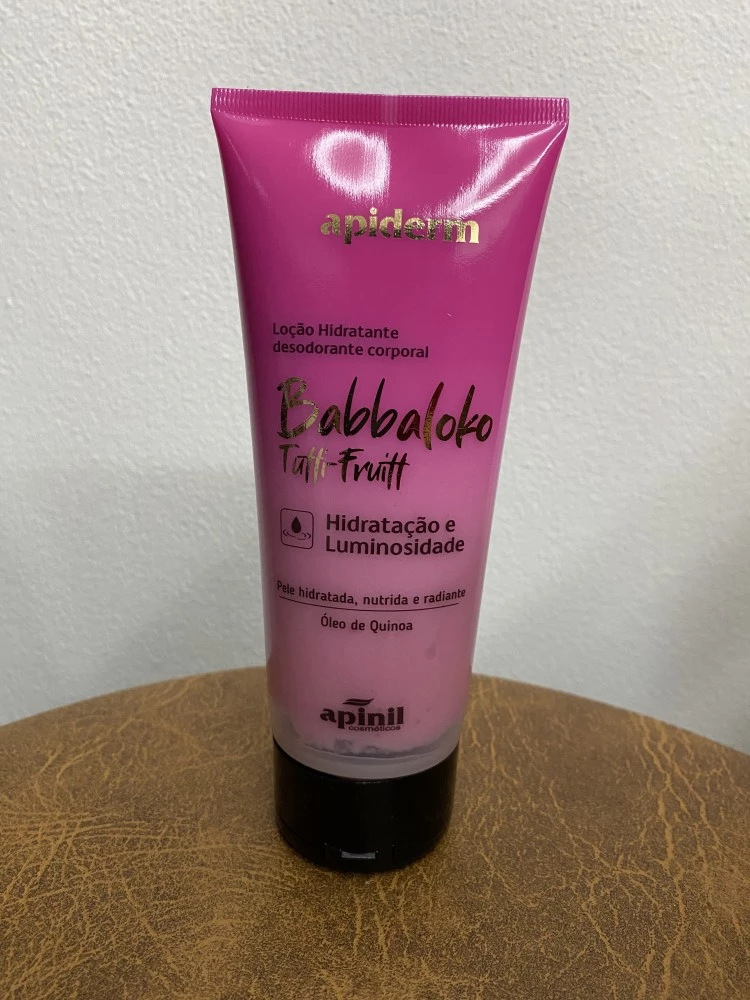 apiderm
Loção Hidratante
desodorante corporal
Babbaloko
Tutti-Fruitt
Hidratação e
Luminosidade
Pele hidratada, nutrida e radiante
Óleo de Quinoa
apinil
cosméticos